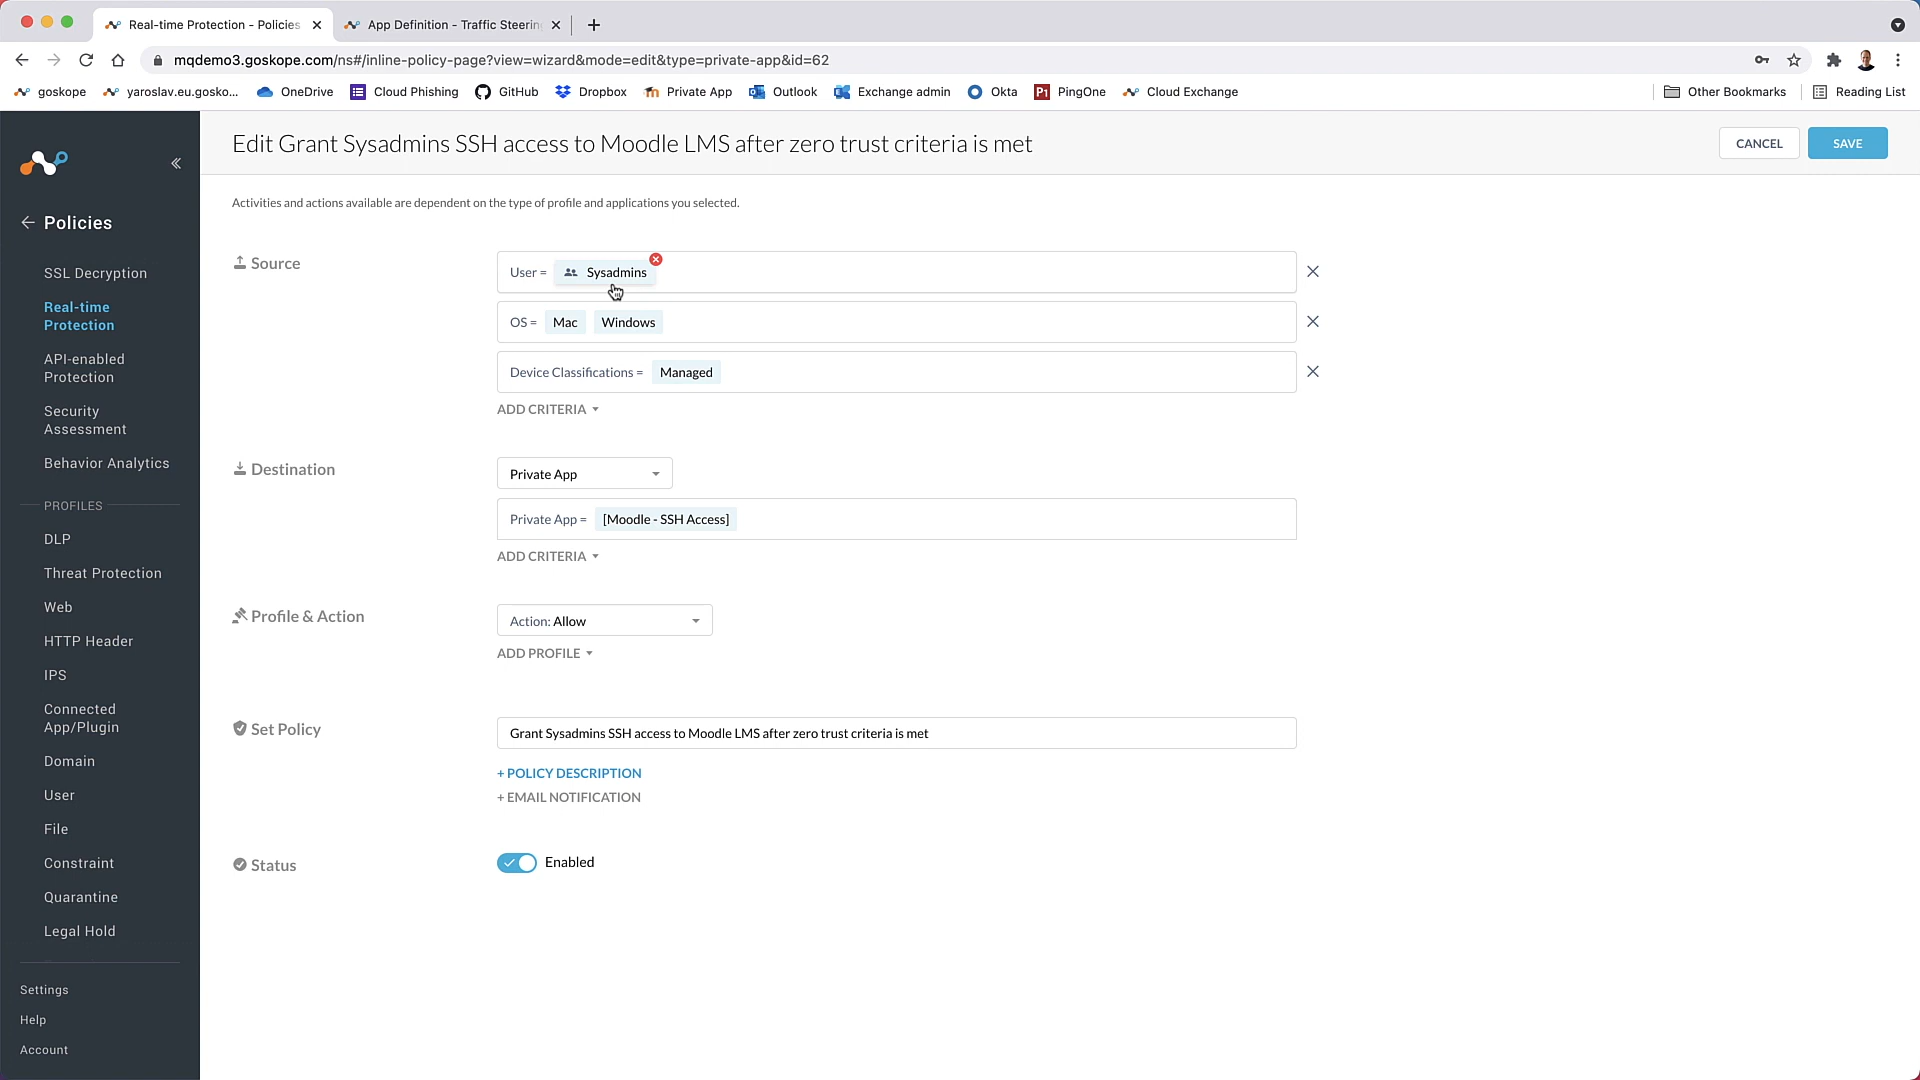 Real-time Protection - Policies
App Definition - Traffic Steerin
mqdemo3.goskope.com/ns#/inline-policy-page?view=wizard&mode=edit&type=private-app&id=62
goskope
yaroslav.eu.gosko...
OneDrive
Cloud Phishing
GitHub
Dropbox
Private App
Outlook
Exchange admin
Okta
P1 PingOne
Cloud Exchange
Other Bookmarks
Reading List
Edit Grant Sysadmins SSH access to Moodle LMS after zero trust criteria is met
CANCEL
SAVE
Policies
SSL Decryption
Real-time
Protection
API-enabled
Protection
Security
Assessment
Behavior Analytics
PROFILES
DLP
Threat Protection
Web
HTTP Header
IPS
Connected
App/Plugin
Domain
User
File
Constraint
Quarantine
Legal Hold
Settings
Help
Account
Activities and actions available are dependent on the type of profile and applications you selected.
Source
User = Sysadmins
OS = Mac Windows
Device Classifications = Managed
ADD CRITERIA
Destination
Private App
Private App = [Moodle - SSH Access]
ADD CRITERIA
Profile & Action
Action: Allow
ADD PROFILE
Set Policy
Grant Sysadmins SSH access to Moodle LMS after zero trust criteria is met
+ POLICY DESCRIPTION
+ EMAIL NOTIFICATION
Status
Enabled